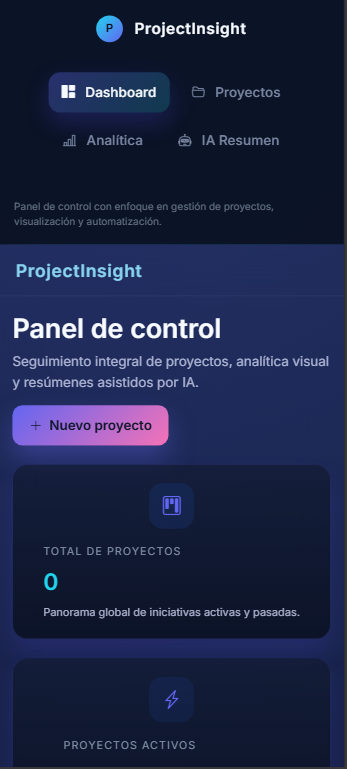 P
ProjectInsight
Dashboard
Proyectos
Analítica
IA Resumen
Panel de control con enfoque en gestión de proyectos,
visualización y automatización.
ProjectInsight
Panel de control
Seguimiento integral de proyectos, analítica visual
y resúmenes asistidos por IA.
+ Nuevo proyecto
TOTAL DE PROYECTOS
0
Panorama global de iniciativas activas y pasadas.
PROYECTOS ACTIVOS